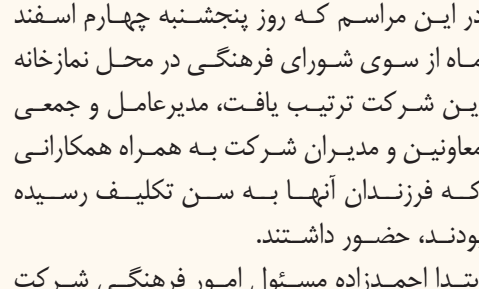 در این مراسم که روز پنجشنبه چهارم اسفند
ماه از سوی شورای فرهنگی در محل نمازخانه
این شرکت ترتیب یافت، مدیرعامل و جمعی
معاونین و مدیران شرکت به همراه همکارانی
که فرزندان آنها به سن تکلیف رسیده
بودند، حضور داشتند.
ابتدا احمدزاده مسئول امور فرهنگی شرکت